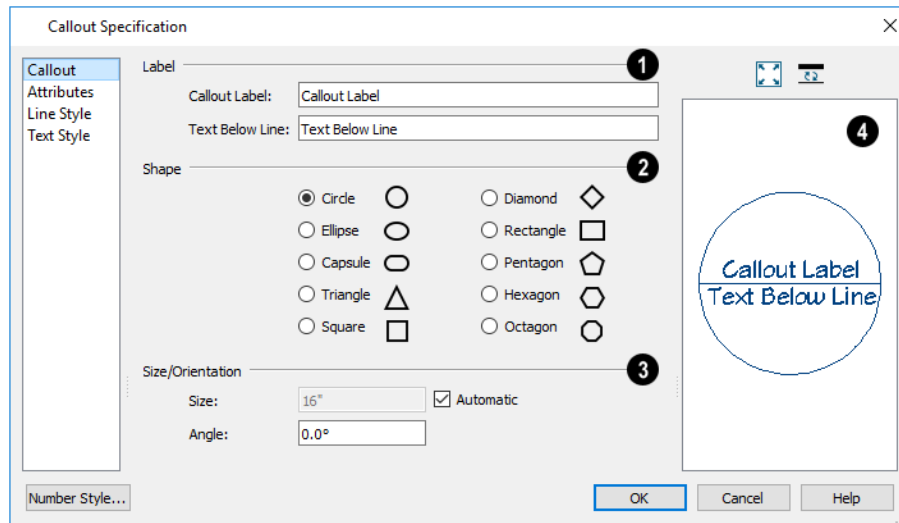 Callout Specification
Callout
Attributes
Line Style
Text Style
Label
1
Callout Label:
Callout Label
Text Below Line:
Text Below Line
Shape
2
Circle
Diamond
Ellipse
Rectangle
Capsule
Pentagon
Triangle
Hexagon
Square
Octagon
Size/Orientation
3
Size:
16"
Automatic
Angle:
0.0°
4
Callout Label
Text Below Line
Number Style...
OK
Cancel
Help